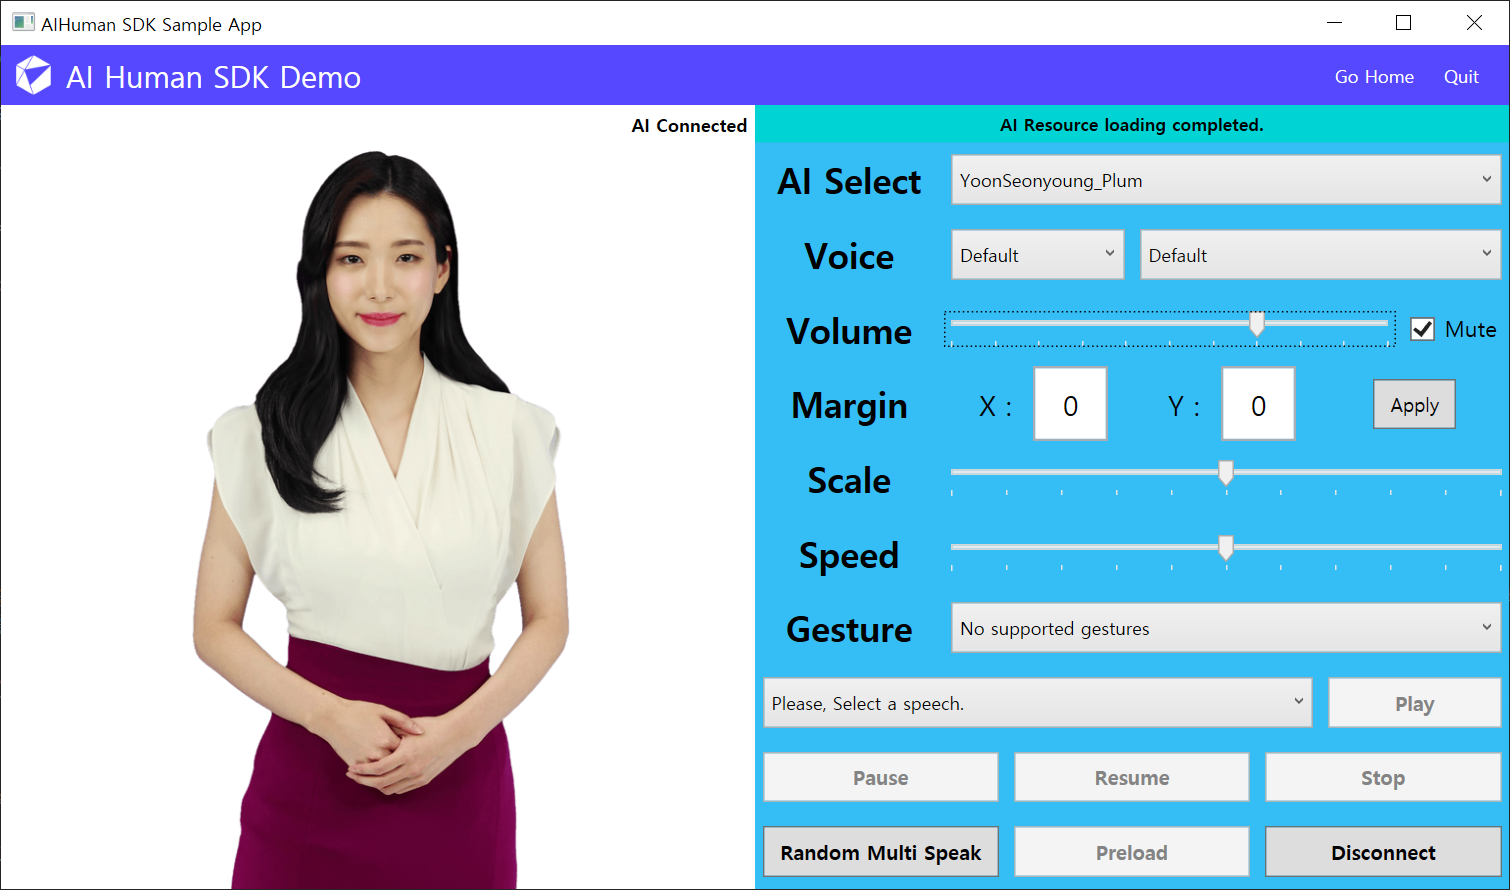 AIHuman SDK Sample App
AI Human SDK Demo
Go Home Quit
AI Connected
AI Resource loading completed.
AI Select YoonSeonyoung_Plum
Voice Default Default
Volume Mute
Margin X : 0 Y : 0 Apply
Scale
Speed
Gesture No supported gestures
Please, Select a speech. Play
Pause Resume Stop
Random Multi Speak Preload Disconnect